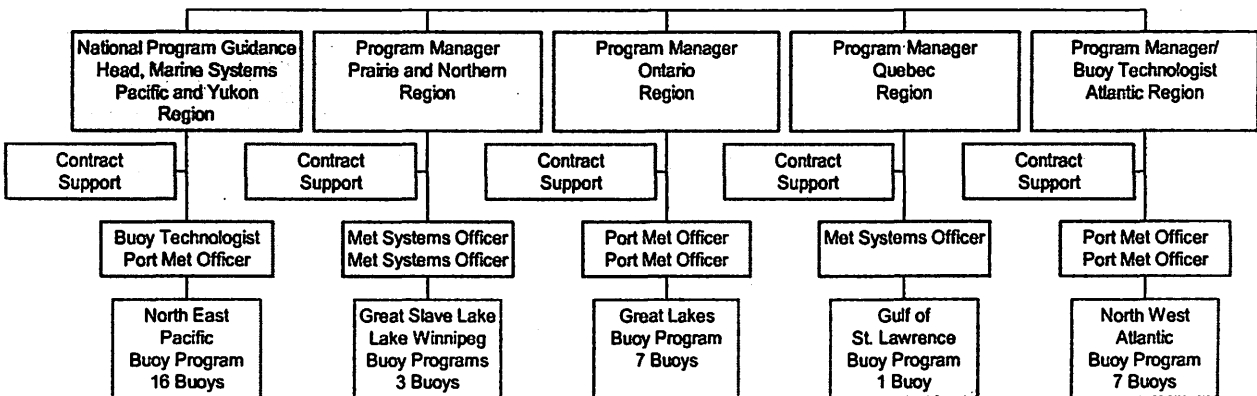 National Program Guidance
Head, Marine Systems
Pacific and Yukon
Region
Program Manager
Prairie and Northern
Region
Program Manager
Ontario
Region
Program Manager
Quebec
Region
Program Manager/
Buoy Technologist
Atlantic Region
Contract
Support
Contract
Support
Contract
Support
Contract
Support
Contract
Support
Buoy Technologist
Port Met Officer
Met Systems Officer
Met Systems Officer
Port Met Officer
Port Met Officer
Met Systems Officer
Port Met Officer
Port Met Officer
North East
Pacific
Buoy Program
16 Buoys
Great Slave Lake
Lake Winnipeg
Buoy Programs
3 Buoys
Great Lakes
Buoy Program
7 Buoys
Gulf of
St. Lawrence
Buoy Program
1 Buoy
North West
Atlantic
Buoy Program
7 Buoys